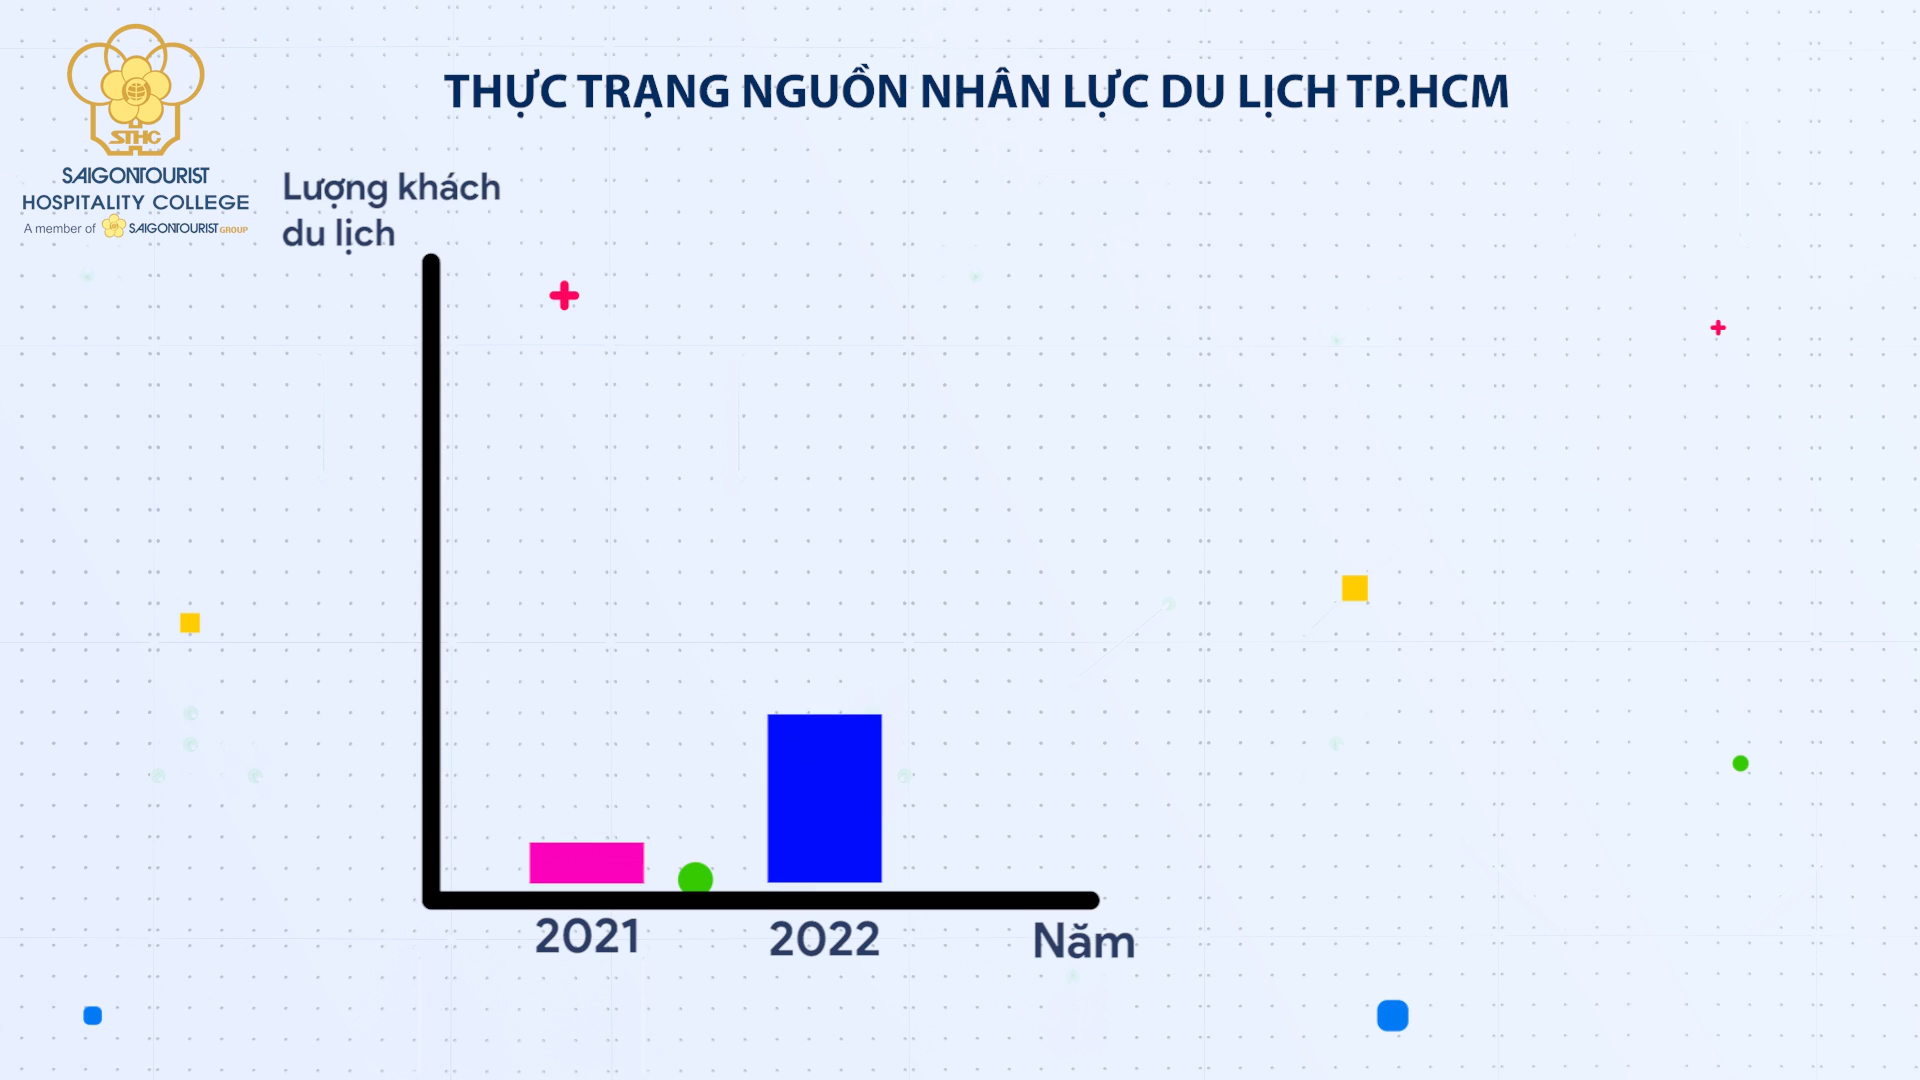 THỰC TRẠNG NGUỒN NHÂN LỰC DU LỊCH TP.HCM
STHC
SAIGONTOURIST
HOSPITALITY COLLEGE
A member of SAIGONTOURIST GROUP
Lượng khách
du lịch
2021
2022
Năm